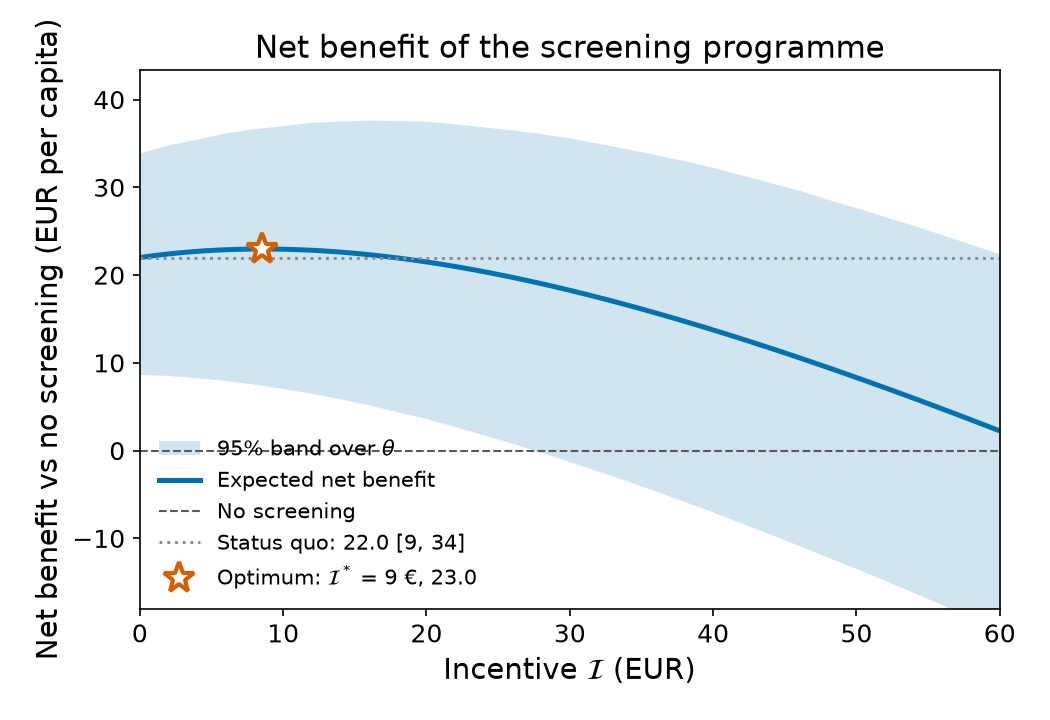 Net benefit of the screening programme
Net benefit vs no screening (EUR per capita)
40
30
20
10
0
−10
95% band over θ
Expected net benefit
No screening
Status quo: 22.0 [9, 34]
Optimum: 𝓘* = 9 €, 23.0
0 10 20 30 40 50 60
Incentive 𝓘 (EUR)